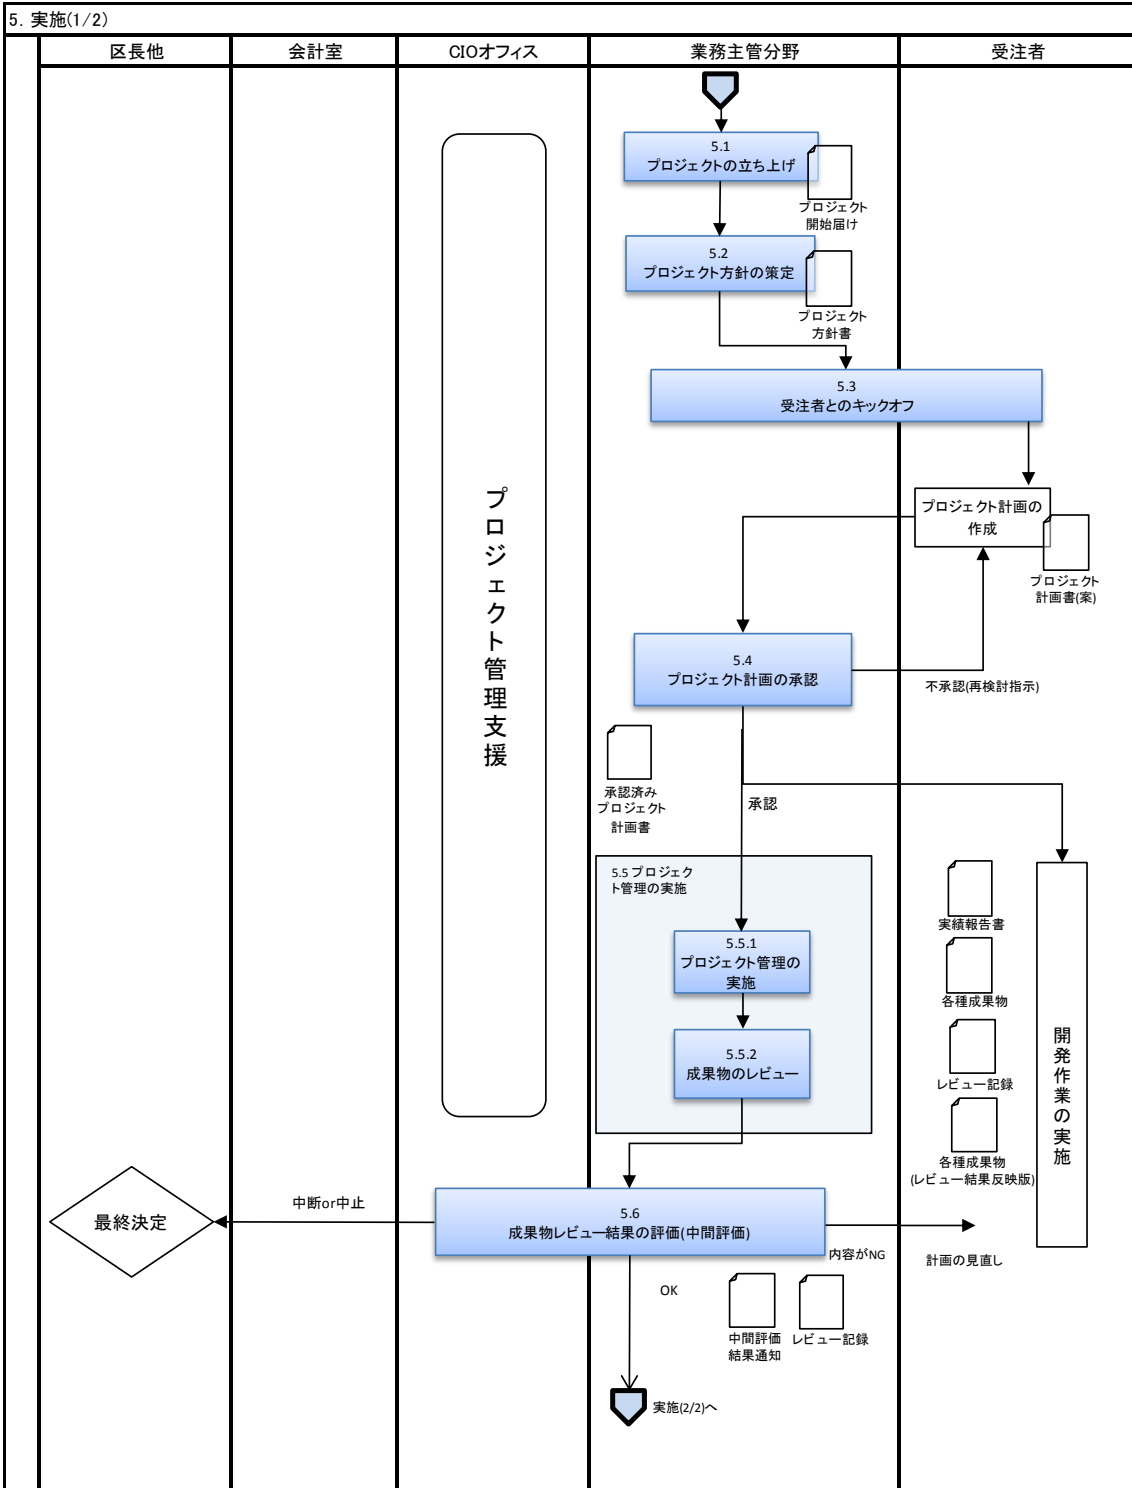 5. 実施(1/2)
区長他
会計室
CIOオフィス
業務主管分野
受注者
5.1
プロジェクトの立ち上げ
プロジェクト
開始届け
5.2
プロジェクト方針の策定
プロジェクト
方針書
5.3
受注者とのキックオフ
プロジェクト計画の
作成
プロジェクト
計画書(案)
プロジェクト管理支援
5.4
プロジェクト計画の承認
不承認(再検討指示)
承認済み
プロジェクト
計画書
承認
5.5 プロジェク
ト管理の実施
5.5.1
プロジェクト管理の
実施
5.5.2
成果物のレビュー
実績報告書
各種成果物
レビュー記録
各種成果物
(レビュー結果反映版)
開発作業の実施
5.6
成果物レビュー結果の評価(中間評価)
中断or中止
最終決定
内容がNG
計画の見直し
OK
中間評価
結果通知
レビュー記録
実施(2/2)へ